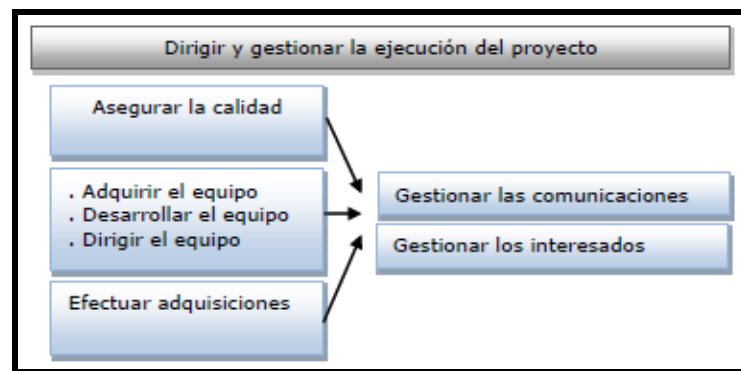 Dirigir y gestionar la ejecución del proyecto
Asegurar la calidad
. Adquirir el equipo
. Desarrollar el equipo
. Dirigir el equipo
Efectuar adquisiciones
Gestionar las comunicaciones
Gestionar los interesados